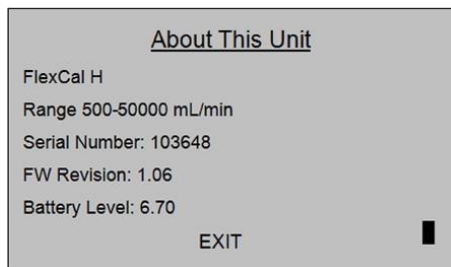 About This Unit
FlexCal H
Range 500-50000 mL/min
Serial Number: 103648
FW Revision: 1.06
Battery Level: 6.70
EXIT